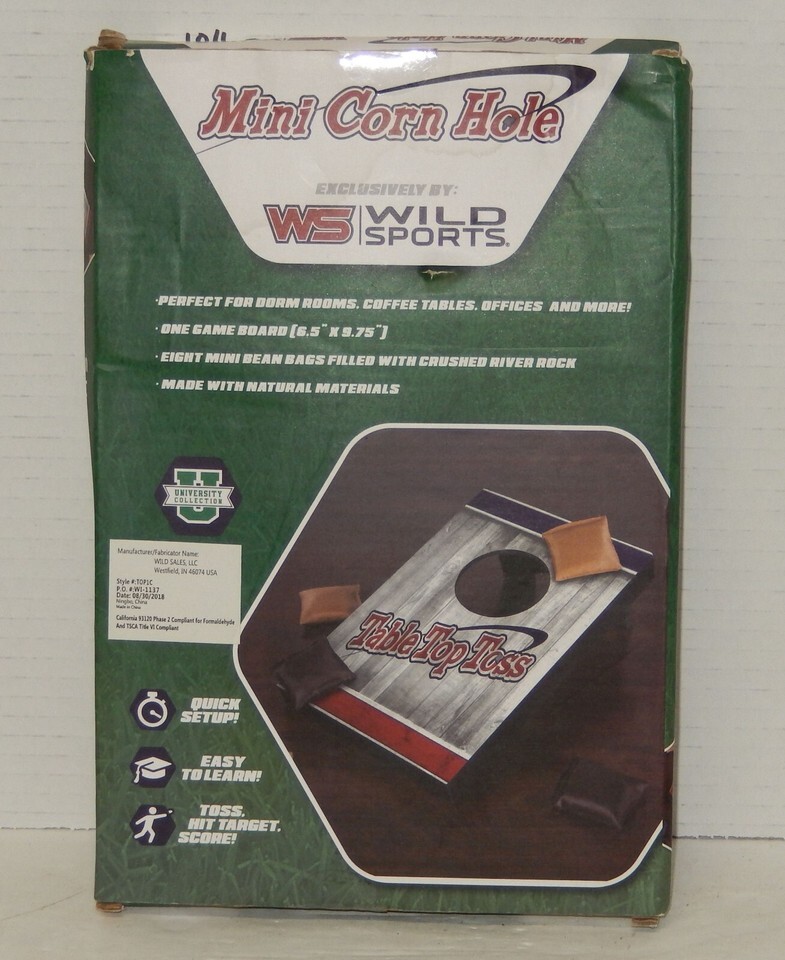 Mini Corn Hole
EXCLUSIVELY BY:
WS WILD
SPORTS®
·PERFECT FOR DORM ROOMS, COFFEE TABLES, OFFICES AND MORE!
·ONE GAME BOARD (6.5" X 9.75")
·EIGHT MINI BEAN BAGS FILLED WITH CRUSHED RIVER ROCK
·MADE WITH NATURAL MATERIALS
U
UNIVERSITY
COLLECTION
Manufacturer/Fabricator Name:
WILD SALES, LLC
Westfield, IN 46074 USA
Style #:TOP1C
P.O. #:WI-1137
Date: 08/30/2018
Ningbo, China
Made in China
California 93120 Phase 2 Compliant for Formaldehyde
And TSCA Title VI Compliant
Table Top Toss
QUICK
SETUP!
EASY
TO LEARN!
TOSS,
HIT TARGET,
SCORE!